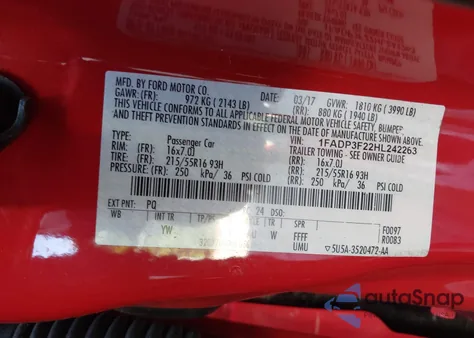 MFD. BY FORD MOTOR CO.
DATE: 03/17 GVWR: 1810 KG ( 3990 LB)
GAWR: (FR): 972 KG ( 2143 LB) (RR): 880 KG ( 1940 LB)
THIS VEHICLE CONFORMS TO ALL APPLICABLE FEDERAL MOTOR VEHICLE SAFETY, BUMPER,
AND THEFT PREVENTION STANDARDS IN EFFECT ON THE DATE OF MANUFACTURE SHOWN ABOVE.
VIN: 1FADP3F22HL242263
TYPE: Passenger Car TRAILER TOWING - SEE OWNER GUIDE
RIM: (FR): 16x7.0J (RR): 16x7.0J
TIRE: (FR): 215/55R16 93H (RR): 215/55R16 93H
PRESSURE: (FR): 250 kPa/ 36 PSI COLD (RR): 250 kPa/ 36 PSI COLD
EXT PNT: PQ 24 DSO:
WB INT TR F0097
YW W FFFF R0083
UMU 5U5A-3520472-AA
autoSnap